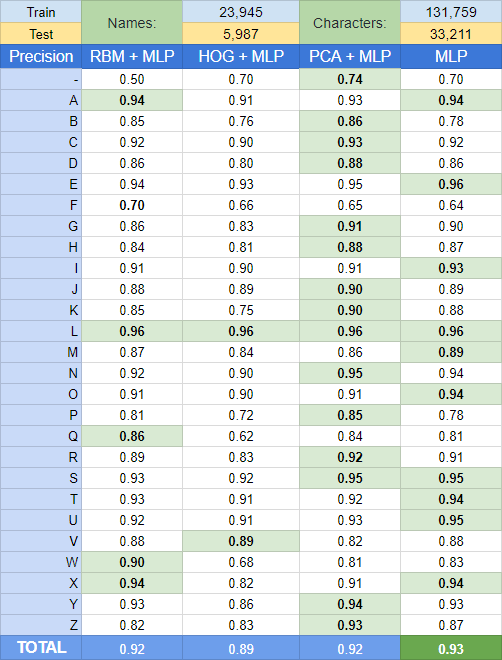 Train Names: 23,945 Characters: 131,759
Test 5,987 33,211
Precision RBM + MLP HOG + MLP PCA + MLP MLP
- 0.50 0.70 0.74 0.70
A 0.94 0.91 0.93 0.94
B 0.85 0.76 0.86 0.78
C 0.92 0.90 0.93 0.92
D 0.86 0.80 0.88 0.86
E 0.94 0.93 0.95 0.96
F 0.70 0.66 0.65 0.64
G 0.86 0.83 0.91 0.90
H 0.84 0.81 0.88 0.87
I 0.91 0.90 0.91 0.93
J 0.88 0.89 0.90 0.89
K 0.85 0.75 0.90 0.88
L 0.96 0.96 0.96 0.96
M 0.87 0.84 0.86 0.89
N 0.92 0.90 0.95 0.94
O 0.91 0.90 0.91 0.94
P 0.81 0.72 0.85 0.78
Q 0.86 0.62 0.84 0.81
R 0.89 0.83 0.92 0.91
S 0.93 0.92 0.95 0.95
T 0.93 0.91 0.92 0.94
U 0.92 0.91 0.93 0.95
V 0.88 0.89 0.82 0.88
W 0.90 0.68 0.81 0.83
X 0.94 0.82 0.91 0.94
Y 0.93 0.86 0.94 0.93
Z 0.82 0.83 0.93 0.87
TOTAL 0.92 0.89 0.92 0.93